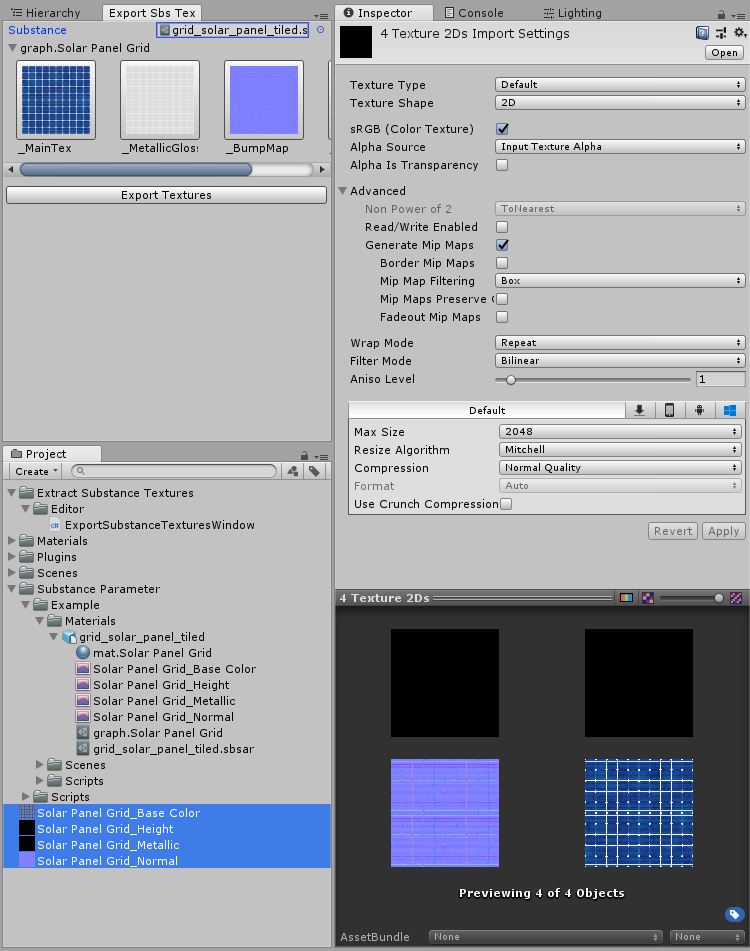 Hierarchy
Export Sbs Tex
Substance
grid_solar_panel_tiled.s
graph.Solar Panel Grid
_MainTex
_MetallicGloss
_BumpMap
Export Textures
Project
Create
Extract Substance Textures
Editor
ExportSubstanceTexturesWindow
Materials
Plugins
Scenes
Substance Parameter
Example
Materials
grid_solar_panel_tiled
mat.Solar Panel Grid
Solar Panel Grid_Base Color
Solar Panel Grid_Height
Solar Panel Grid_Metallic
Solar Panel Grid_Normal
graph.Solar Panel Grid
grid_solar_panel_tiled.sbsar
Scenes
Scripts
Scripts
Solar Panel Grid_Base Color
Solar Panel Grid_Height
Solar Panel Grid_Metallic
Solar Panel Grid_Normal
Inspector
Console
Lighting
4 Texture 2Ds Import Settings
Open
Texture Type Default
Texture Shape 2D
sRGB (Color Texture)
Alpha Source Input Texture Alpha
Alpha Is Transparency
Advanced
Non Power of 2 ToNearest
Read/Write Enabled
Generate Mip Maps
Border Mip Maps
Mip Map Filtering Box
Mip Maps Preserve
Fadeout Mip Maps
Wrap Mode Repeat
Filter Mode Bilinear
Aniso Level 1
Default
Max Size 2048
Resize Algorithm Mitchell
Compression Normal Quality
Format Auto
Use Crunch Compression
Revert Apply
4 Texture 2Ds
Previewing 4 of 4 Objects
AssetBundle None None